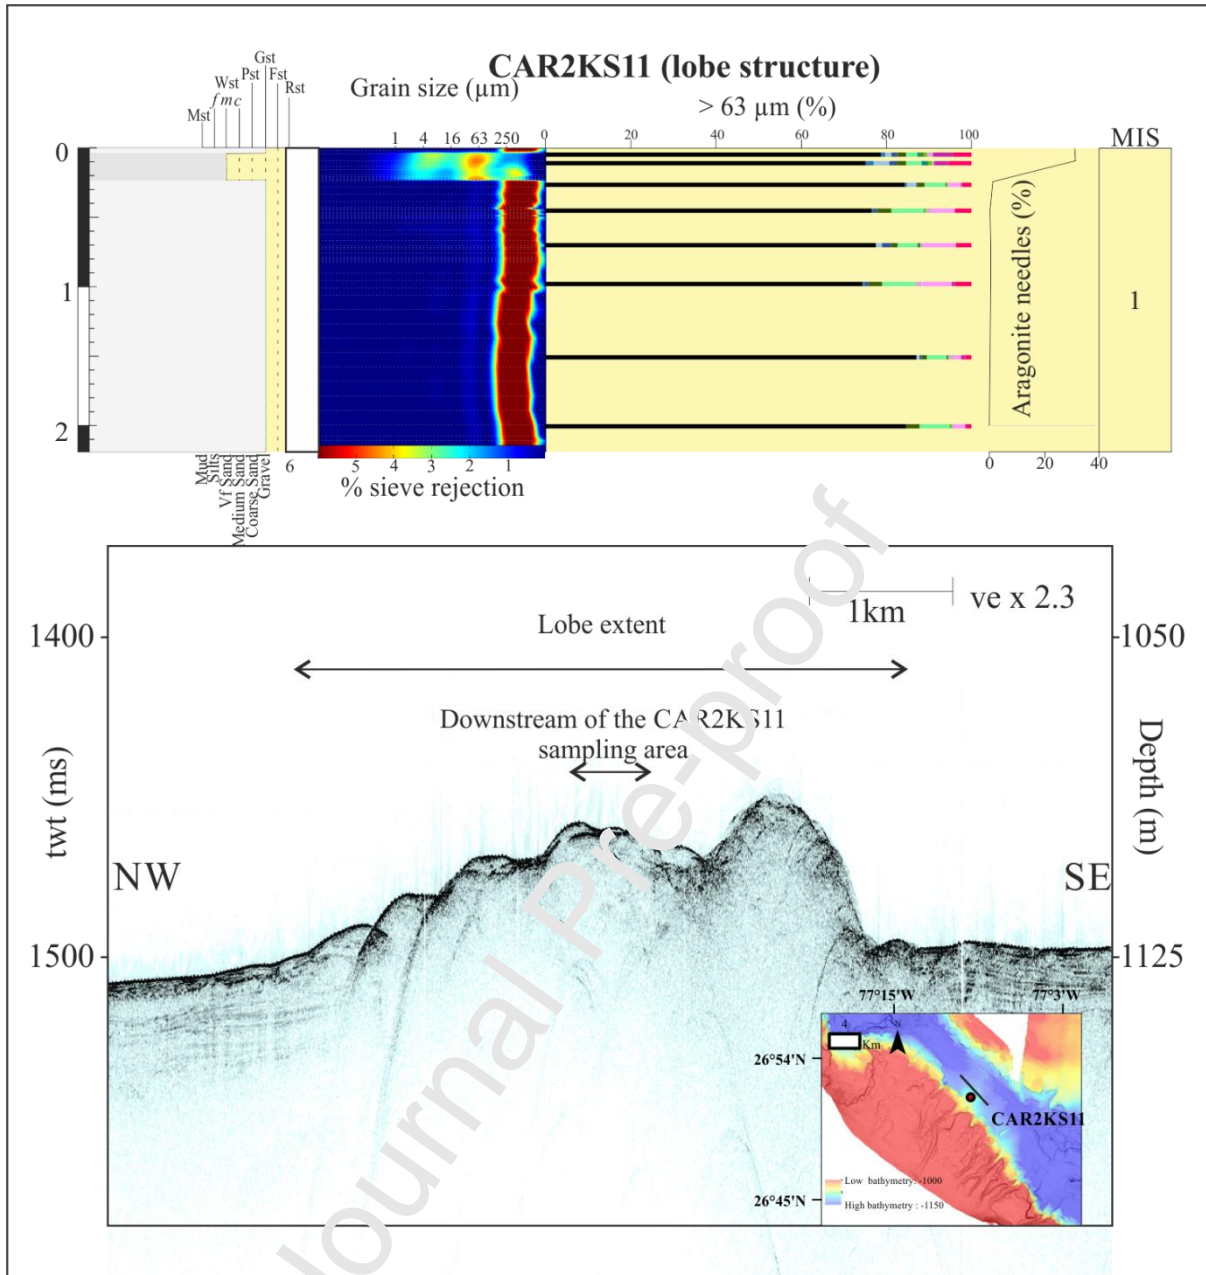 CAR2KS11 (lobe structure)
Grain size (µm)
> 63 µm (%)
Mst
f m c
Wst
Pst
Gst
Fst
Rst
1 4 16 63 250
0 20 40 60 80 100
MIS
0
1
2
Aragonite needles (%)
1
Mud
Silts
Vf Sand
Medium Sand
Coarse Sand
Gravel
6 5 4 3 2 1
% sieve rejection
0 20 40
1km
ve x 2.3
Lobe extent
Downstream of the CAR2KS11
sampling area
1400
1500
twt (ms)
1050
1125
Depth (m)
NW
SE
77°15'W
77°3'W
4
Km
N
26°54'N
26°45'N
CAR2KS11
Low bathymetry: -1000
High bathymetry : -1150
Journal Pre-proof